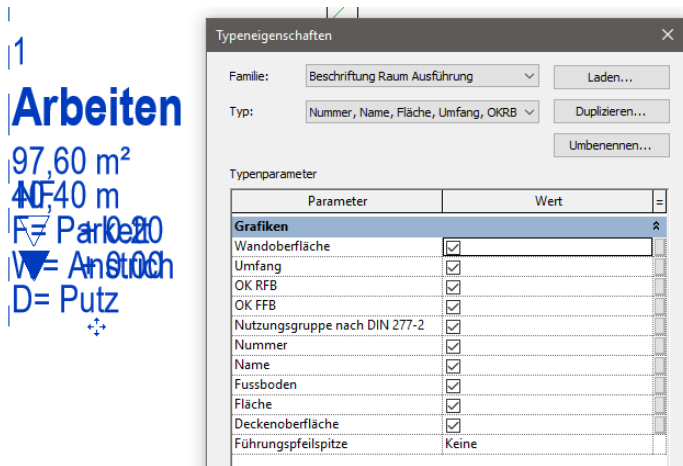 1
Arbeiten
97,60 m²
40,40 m
D= Putz
Typeneigenschaften
Familie: Beschriftung Raum Ausführung Laden...
Typ: Nummer, Name, Fläche, Umfang, OKRB Duplizieren...
Umbenennen...
Typenparameter
Parameter Wert =
Grafiken
Wandoberfläche
Umfang
OK RFB
OK FFB
Nutzungsgruppe nach DIN 277-2
Nummer
Name
Fussboden
Fläche
Deckenoberfläche
Führungspfeilspitze Keine